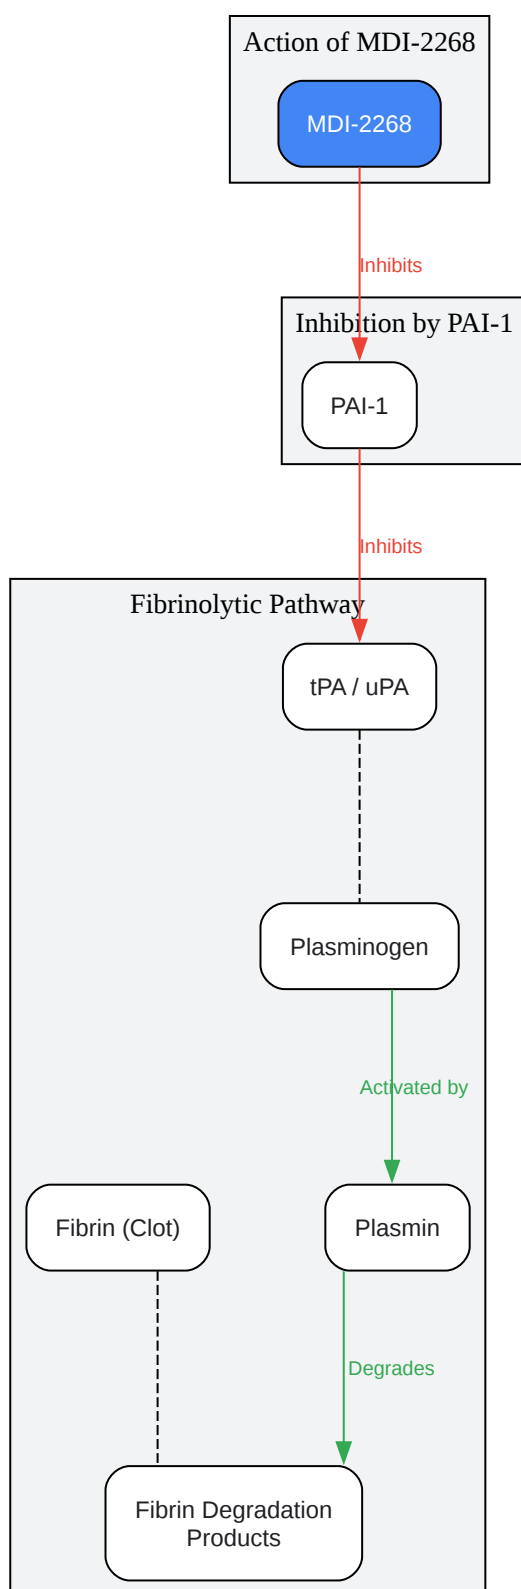 Action of MDI-2268
MDI-2268
Inhibits
Inhibition by PAI-1
PAI-1
Inhibits
Fibrinolytic Pathway
tPA / uPA
Plasminogen
Activated by
Fibrin (Clot)
Plasmin
Degrades
Fibrin Degradation
Products